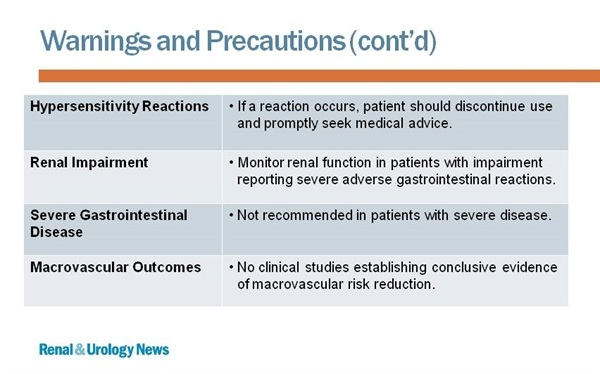 Warnings and Precautions (cont’d)
Hypersensitivity Reactions
• If a reaction occurs, patient should discontinue use
and promptly seek medical advice.
Renal Impairment
• Monitor renal function in patients with impairment
reporting severe adverse gastrointestinal reactions.
Severe Gastrointestinal
Disease
• Not recommended in patients with severe disease.
Macrovascular Outcomes
• No clinical studies establishing conclusive evidence
of macrovascular risk reduction.
Renal&Urology News